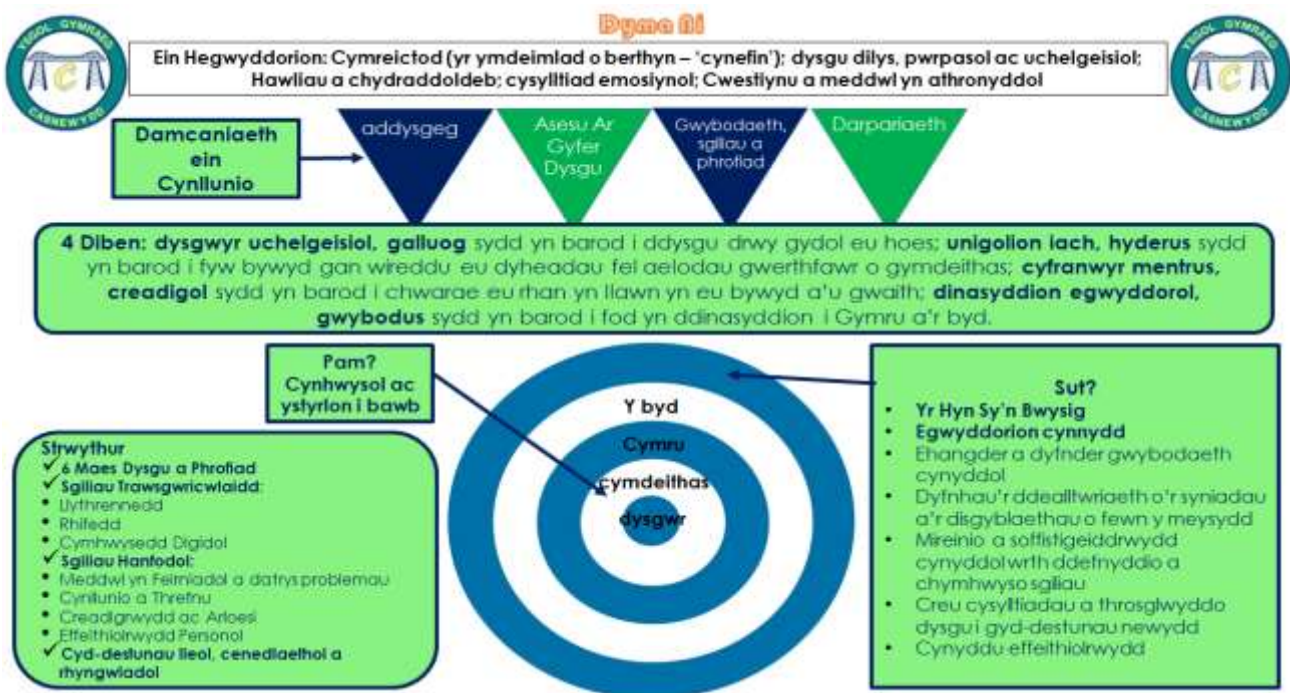 Dyma Ni
YSGOL GYMRAEG
CASNEWYDD
Ein Hegwyddorion: Cymreictod (yr ymdeimlad o berthyn – 'cynefin'); dysgu dilys, pwrpasol ac uchelgeisiol;
Hawliau a chydraddoldeb; cysylltiad emosiynol; Cwestiynu a meddwl yn athronyddol
YSGOL GYMRAEG
CASNEWYDD
Damcaniaeth
ein
Cynllunio
addysgeg
Asesu Ar
Gyfer
Dysgu
Gwybodaeth,
sgiliau a
phrofiad
Darpariaeth
4 Diben: dysgwyr uchelgeisiol, galluog sydd yn barod i ddysgu drwy gydol eu hoes; unigolion iach, hyderus sydd
yn barod i fyw bywyd gan wireddu eu dyheadau fel aelodau gwerthfawr o gymdeithas; cyfranwyr mentrus,
creadigol sydd yn barod i chwarae eu rhan yn llawn yn eu bywyd a'u gwaith; dinasyddion egwyddorol,
gwybodus sydd yn barod i fod yn ddinasyddion i Gymru a'r byd.
Pam?
Cynhwysol ac
ystyrlon i bawb
Strwythur
✓ 6 Maes Dysgu a Phrofiad
✓ Sgiliau Trawsgwricwlaidd:
• Llythrennedd
• Rhifedd
• Cymhwysedd Digidol
✓ Sgiliau Hanfodol:
• Meddwl yn Feirniadol a datrys problemau
• Cynllunio a Threfnu
• Creadigrwydd ac Arloesi
• Effeithiolrwydd Personol
✓ Cyd-destunau lleol, cenedlaethol a
rhyngwladol
Y byd
Cymru
cymdeithas
dysgwr
Sut?
• Yr Hyn Sy'n Bwysig
• Egwyddorion cynnydd
• Ehangder a dyfnder gwybodaeth
cynyddol
• Dyfnhau'r ddealltwriaeth o'r syniadau
a'r disgyblaethau o fewn y meysydd
• Mireinio a soffistigeiddrwydd
cynyddol wrth ddefnyddio a
chymhwyso sgiliau
• Creu cysylltiadau a throsglwyddo
dysgu i gyd-destunau newydd
• Cynyddu effeithiolrwydd